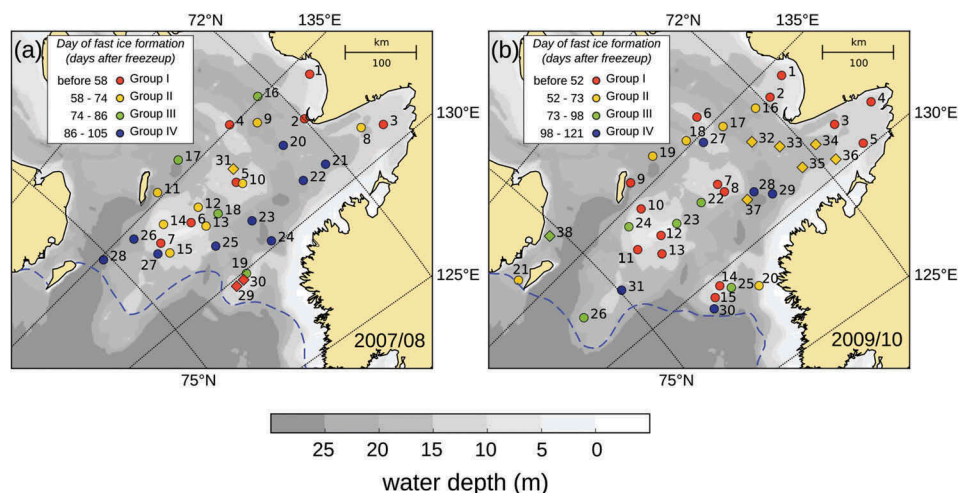 72°N
135°E
72°N
135°E
(a)
Day of fast ice formation
(days after freezeup)
before 58
Group I
58 - 74
Group II
74 - 86
Group III
86 - 105
Group IV
km
100
1
16
2
9
3
4
8
20
17
31
21
5
10
22
11
12
18
14
6
13
23
26
7
25
24
28
27
15
19
30
29
2007/08
130°E
125°E
75°N
(b)
Day of fast ice formation
(days after freezeup)
before 52
Group I
52 - 73
Group II
73 - 98
Group III
98 - 121
Group IV
km
100
1
2
4
16
6
3
17
18
27
32
33
34
5
19
36
35
9
7
8
28
29
10
22
37
24
23
12
38
11
13
21
31
14
25
20
15
30
26
2009/10
130°E
125°E
75°N
25
20
15
10
5
0
water depth (m)